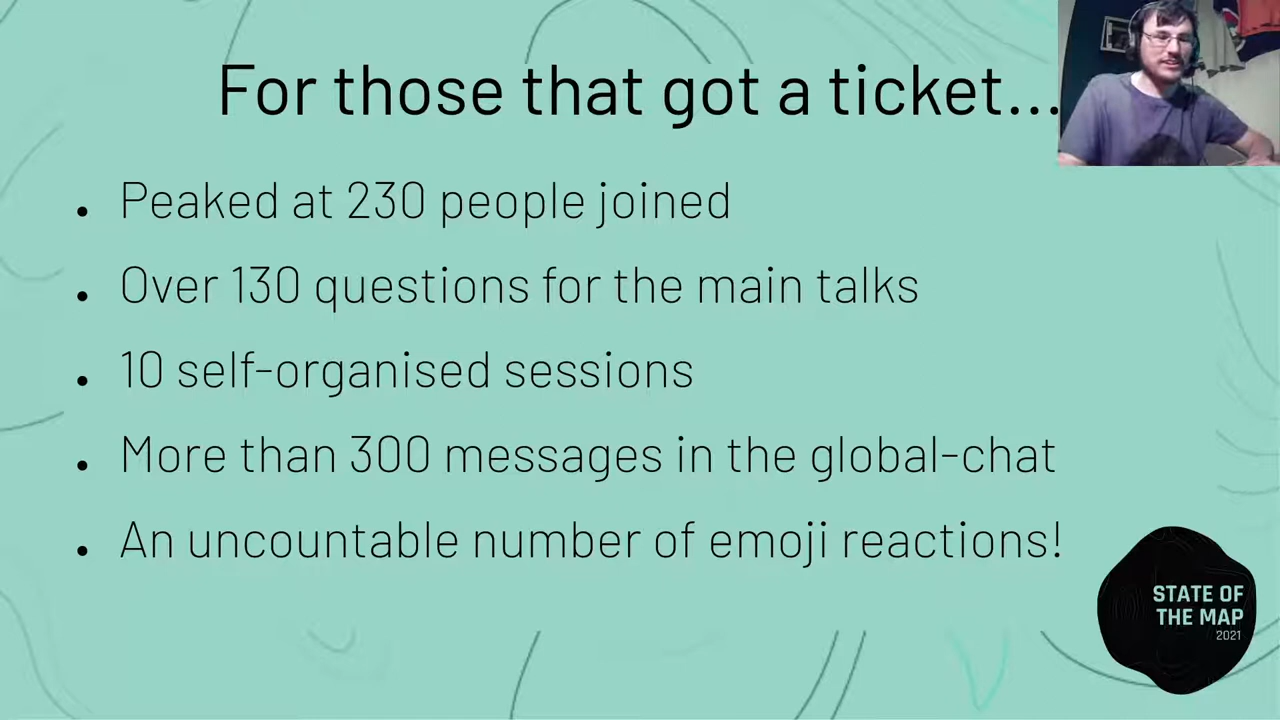 For those that got a ticket...
Peaked at 230 people joined
Over 130 questions for the main talks
10 self-organised sessions
More than 300 messages in the global-chat
An uncountable number of emoji reactions!
STATE OF
THE MAP
2021